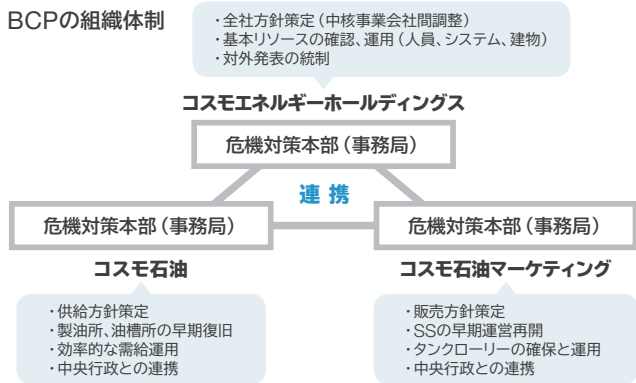 BCPの組織体制
・全社方針策定(中核事業会社間調整)
・基本リソースの確認、運用(人員、システム、建物)
・対外発表の統制
コスモエネルギーホールディングス
危機対策本部(事務局)
連携
危機対策本部(事務局)
危機対策本部(事務局)
コスモ石油
コスモ石油マーケティング
・供給方針策定
・製油所、油槽所の早期復旧
・効率的な需給運用
・中央行政との連携
・販売方針策定
・SSの早期運営再開
・タンクローリーの確保と運用
・中央行政との連携